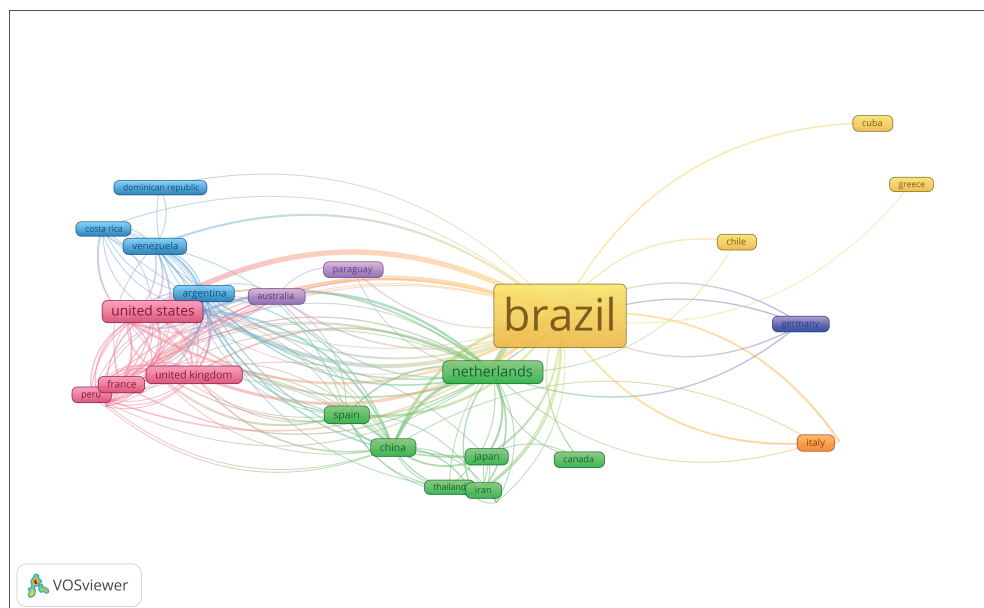 cuba
greece
dominican republic
costa rica
venezuela
chile
paraguay
argentina
australia
united states
brazil
germany
netherlands
united kingdom
france
peru
spain
china
italy
japan
canada
thailand
iran
VOSviewer